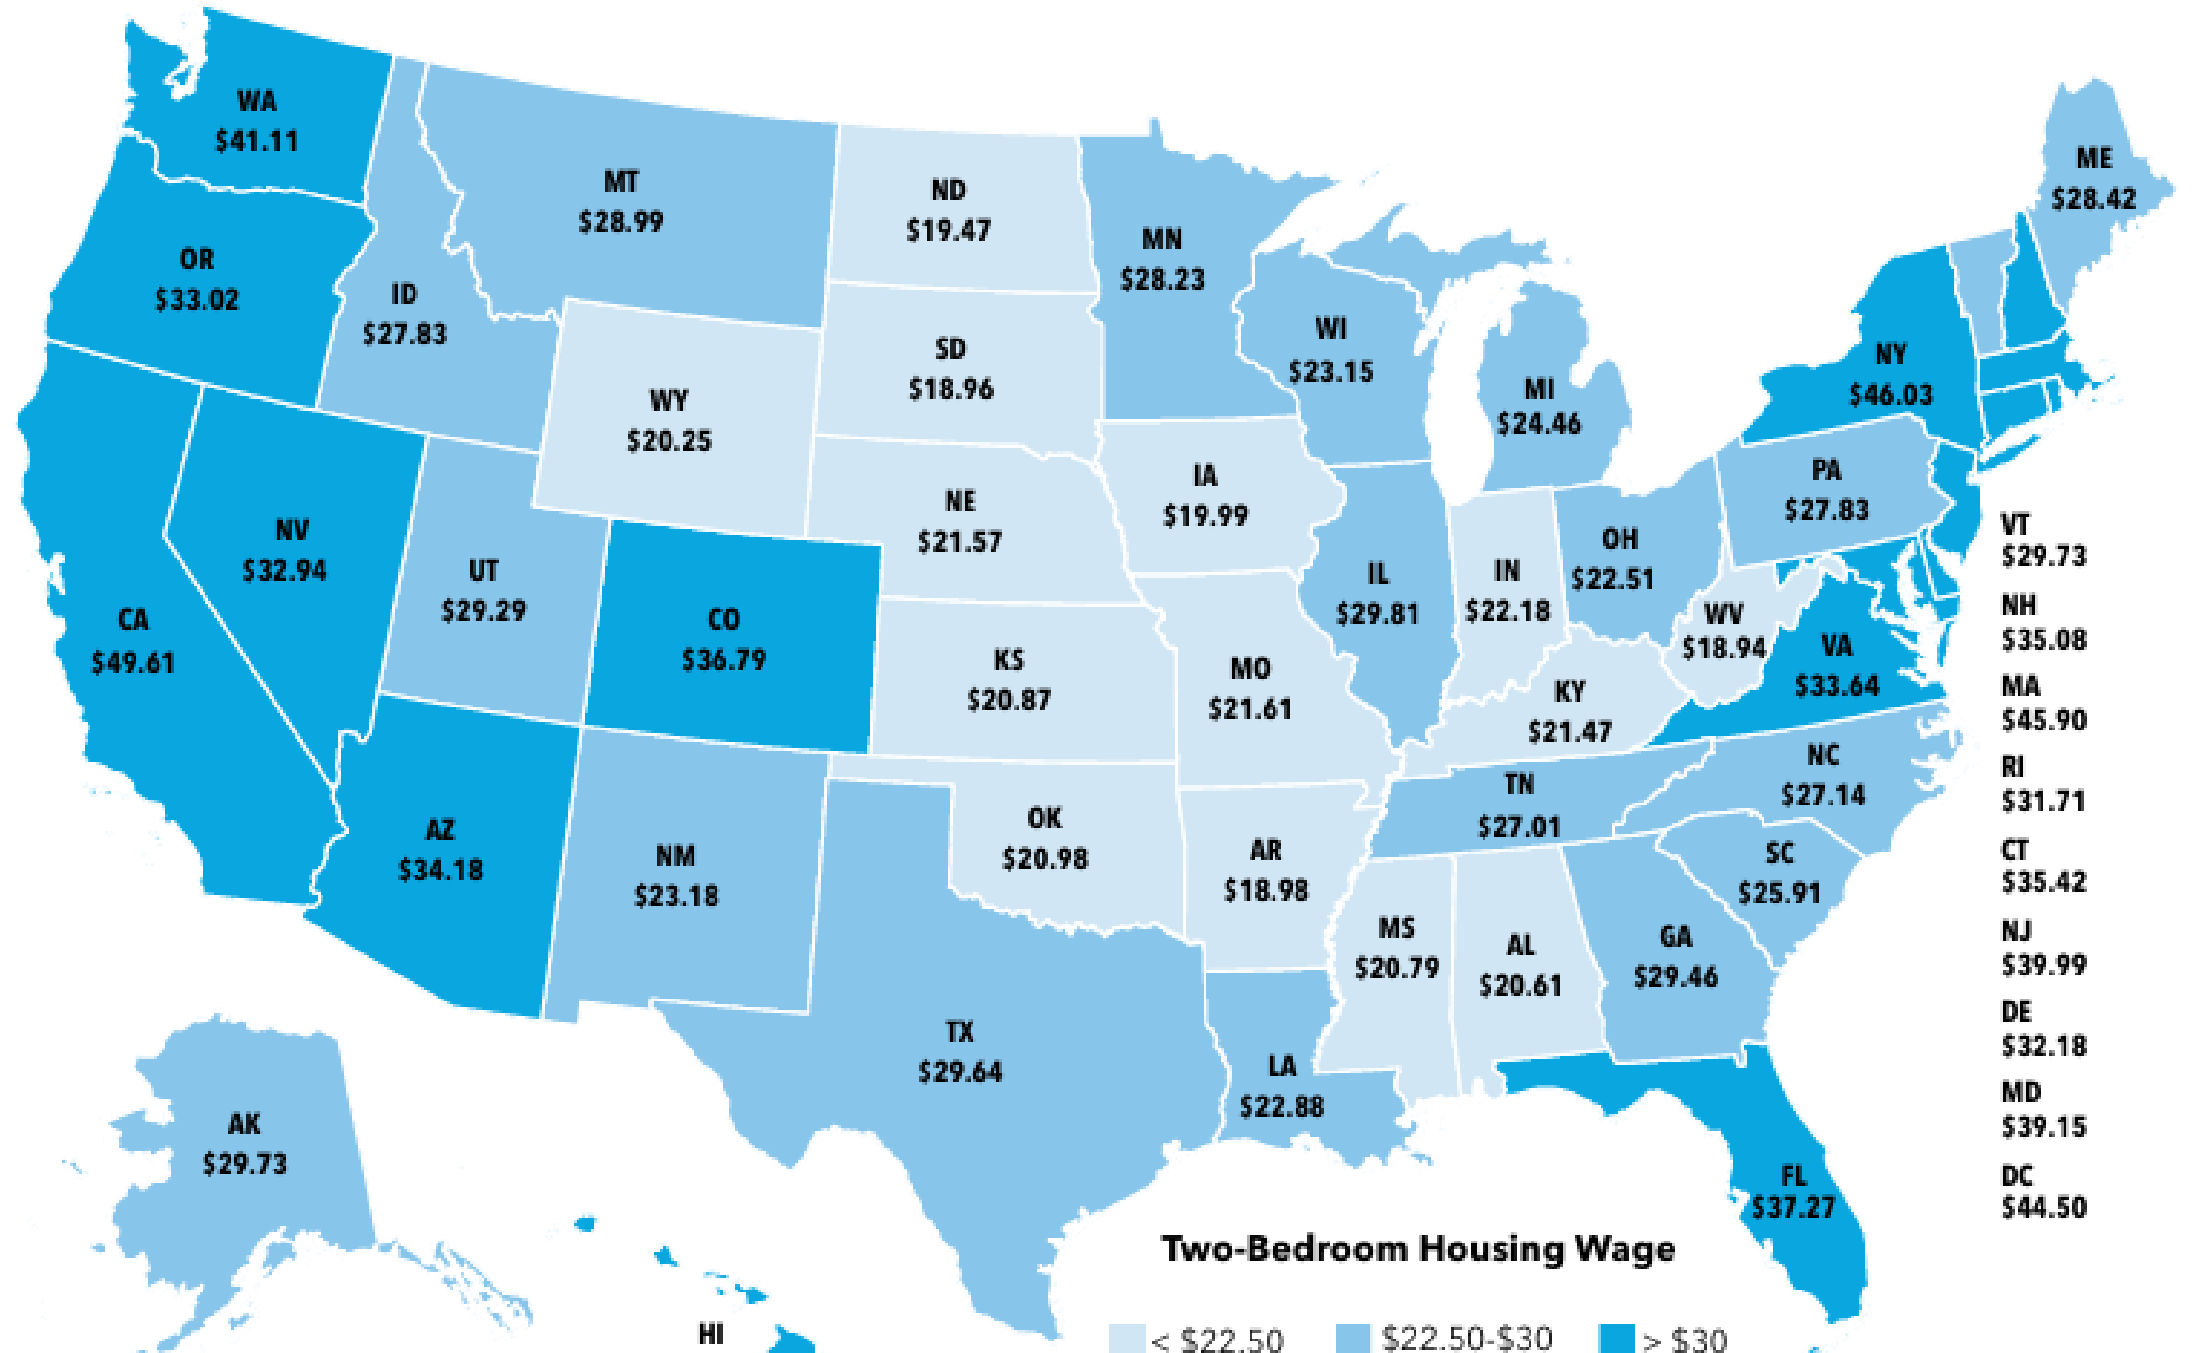 WA
$41.11
OR
$33.02
CA
$49.61
NV
$32.94
ID
$27.83
MT
$28.99
WY
$20.25
UT
$29.29
CO
$36.79
AZ
$34.18
NM
$23.18
ND
$19.47
SD
$18.96
NE
$21.57
KS
$20.87
OK
$20.98
TX
$29.64
MN
$28.23
IA
$19.99
MO
$21.61
AR
$18.98
LA
$22.88
WI
$23.15
IL
$29.81
MI
$24.46
IN
$22.18
OH
$22.51
KY
$21.47
TN
$27.01
MS
$20.79
AL
$20.61
GA
$29.46
FL
$37.27
SC
$25.91
NC
$27.14
VA
$33.64
WV
$18.94
PA
$27.83
NY
$46.03
ME
$28.42
VT
$29.73
NH
$35.08
MA
$45.90
RI
$31.71
CT
$35.42
NJ
$39.99
DE
$32.18
MD
$39.15
DC
$44.50
AK
$29.73
HI
Two-Bedroom Housing Wage
< $22.50
$22.50-$30
> $30